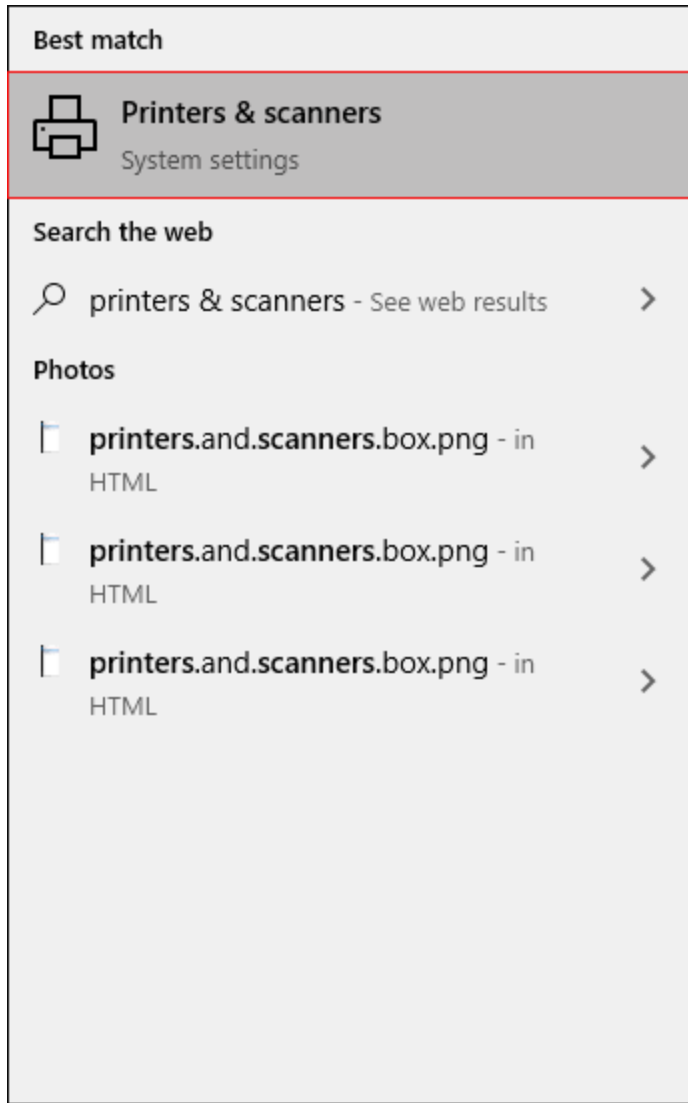 Best match
Printers & scanners
System settings
Search the web
printers & scanners - See web results
Photos
printers.and.scanners.box.png - in
HTML
printers.and.scanners.box.png - in
HTML
printers.and.scanners.box.png - in
HTML